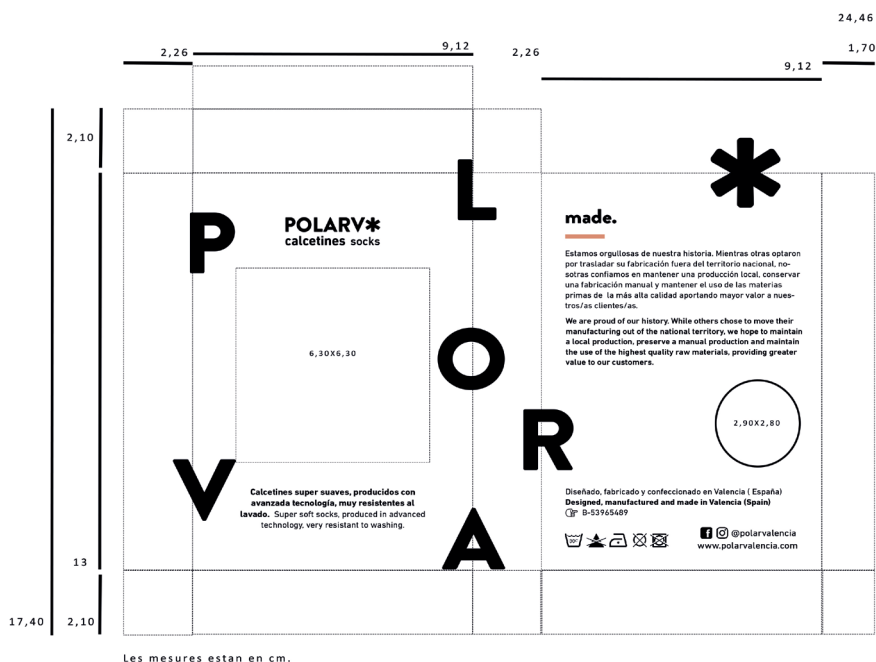 24,46
2,26
9,12
2,26
9,12
1,70
2,10
13
17,40
2,10
P
L
O
R
V
A
*
POLARV*
calcetines socks
6,30X6,30
Calcetines super suaves, producidos con
avanzada tecnología, muy resistentes al
lavado. Super soft socks, produced in advanced
technology, very resistant to washing.
made.
Estamos orgullosas de nuestra historia. Mientras otras optaron
por trasladar su fabricación fuera del territorio nacional, no-
sotras confiamos en mantener una producción local, conservar
una fabricación manual y mantener el uso de las materias
primas de la más alta calidad aportando mayor valor a nues-
tros/as clientes/as.
We are proud of our history. While others chose to move their
manufacturing out of the national territory, we hope to maintain
a local production, preserve a manual production and maintain
the use of the highest quality raw materials, providing greater
value to our customers.
2,90X2,80
Diseñado, fabricado y confeccionado en Valencia ( España)
Designed, manufactured and made in Valencia (Spain)
B-53965489
30°
@polarvalencia
www.polarvalencia.com
Les mesures estan en cm.